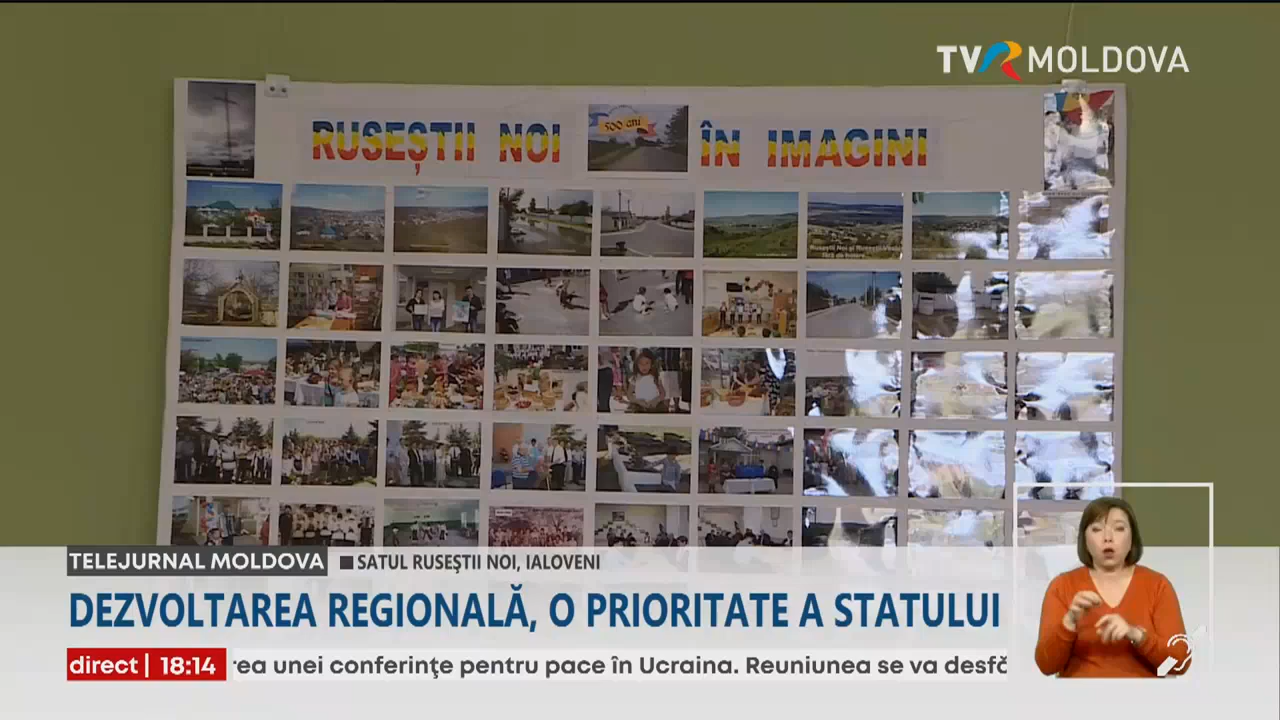 TVR MOLDOVA
RUSEȘTII NOI
500 ani
ÎN IMAGINI
TELEJURNAL MOLDOVA
SATUL RUSEŞTII NOI, IALOVENI
DEZVOLTAREA REGIONALĂ, O PRIORITATE A STATULUI
direct | 18:14
rea unei conferinţe pentru pace în Ucraina. Reuniunea se va desfă